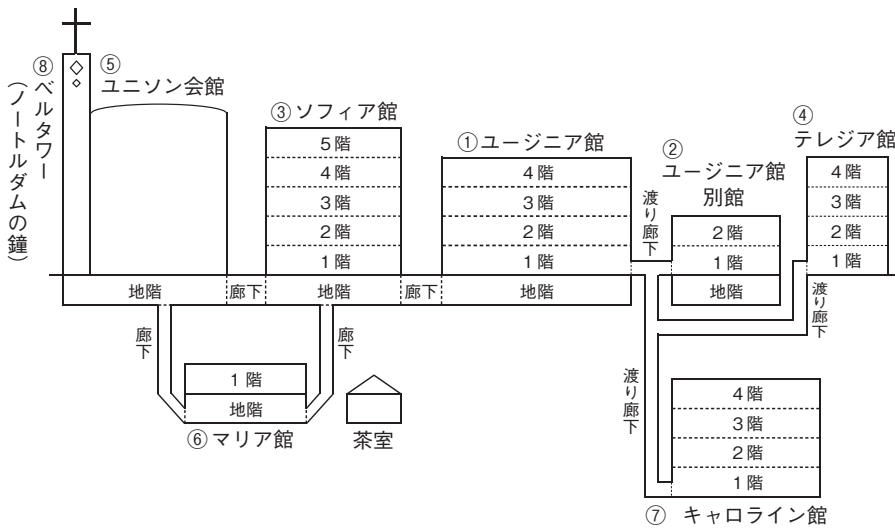 ⑧ベルタワー
（ノートルダムの鐘）
⑤
ユニソン会館
③ソフィア館
5階
4階
3階
2階
1階
①ユージニア館
4階
3階
2階
1階
②
ユージニア館
別館
2階
1階
地階
④
テレジア館
4階
3階
2階
1階
渡り廊下
地階
廊下
地階
廊下
地階
渡り廊下
廊下
廊下
1階
地階
⑥マリア館
茶室
渡り廊下
4階
3階
2階
1階
⑦ キャロライン館